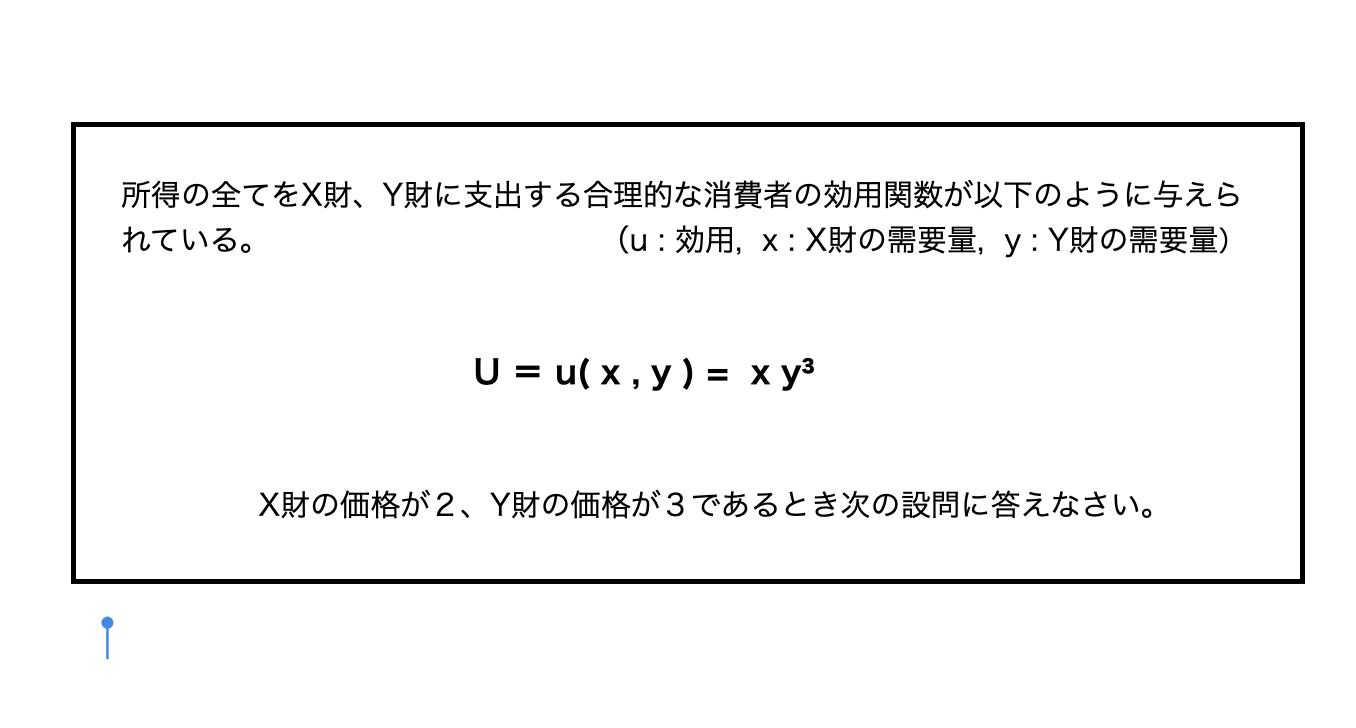 所得の全てをX財、Y財に支出する合理的な消費者の効用関数が以下のように与えら
れている。 （u : 効用, x : X財の需要量, y : Y財の需要量）
U = u( x , y ) = x y³
X財の価格が２、Y財の価格が３であるとき次の設問に答えなさい。